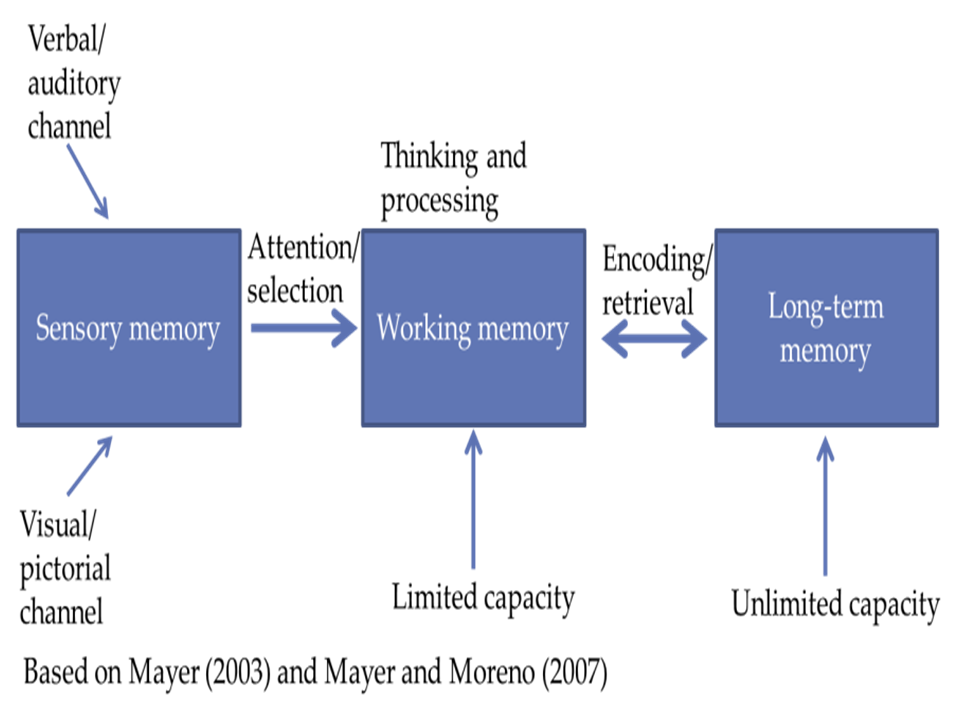 Verbal/
auditory
channel
Thinking and
processing
Attention/
selection
Encoding/
retrieval
Sensory memory
Working memory
Long-term
memory
Visual/
pictorial
channel
Limited capacity
Unlimited capacity
Based on Mayer (2003) and Mayer and Moreno (2007)